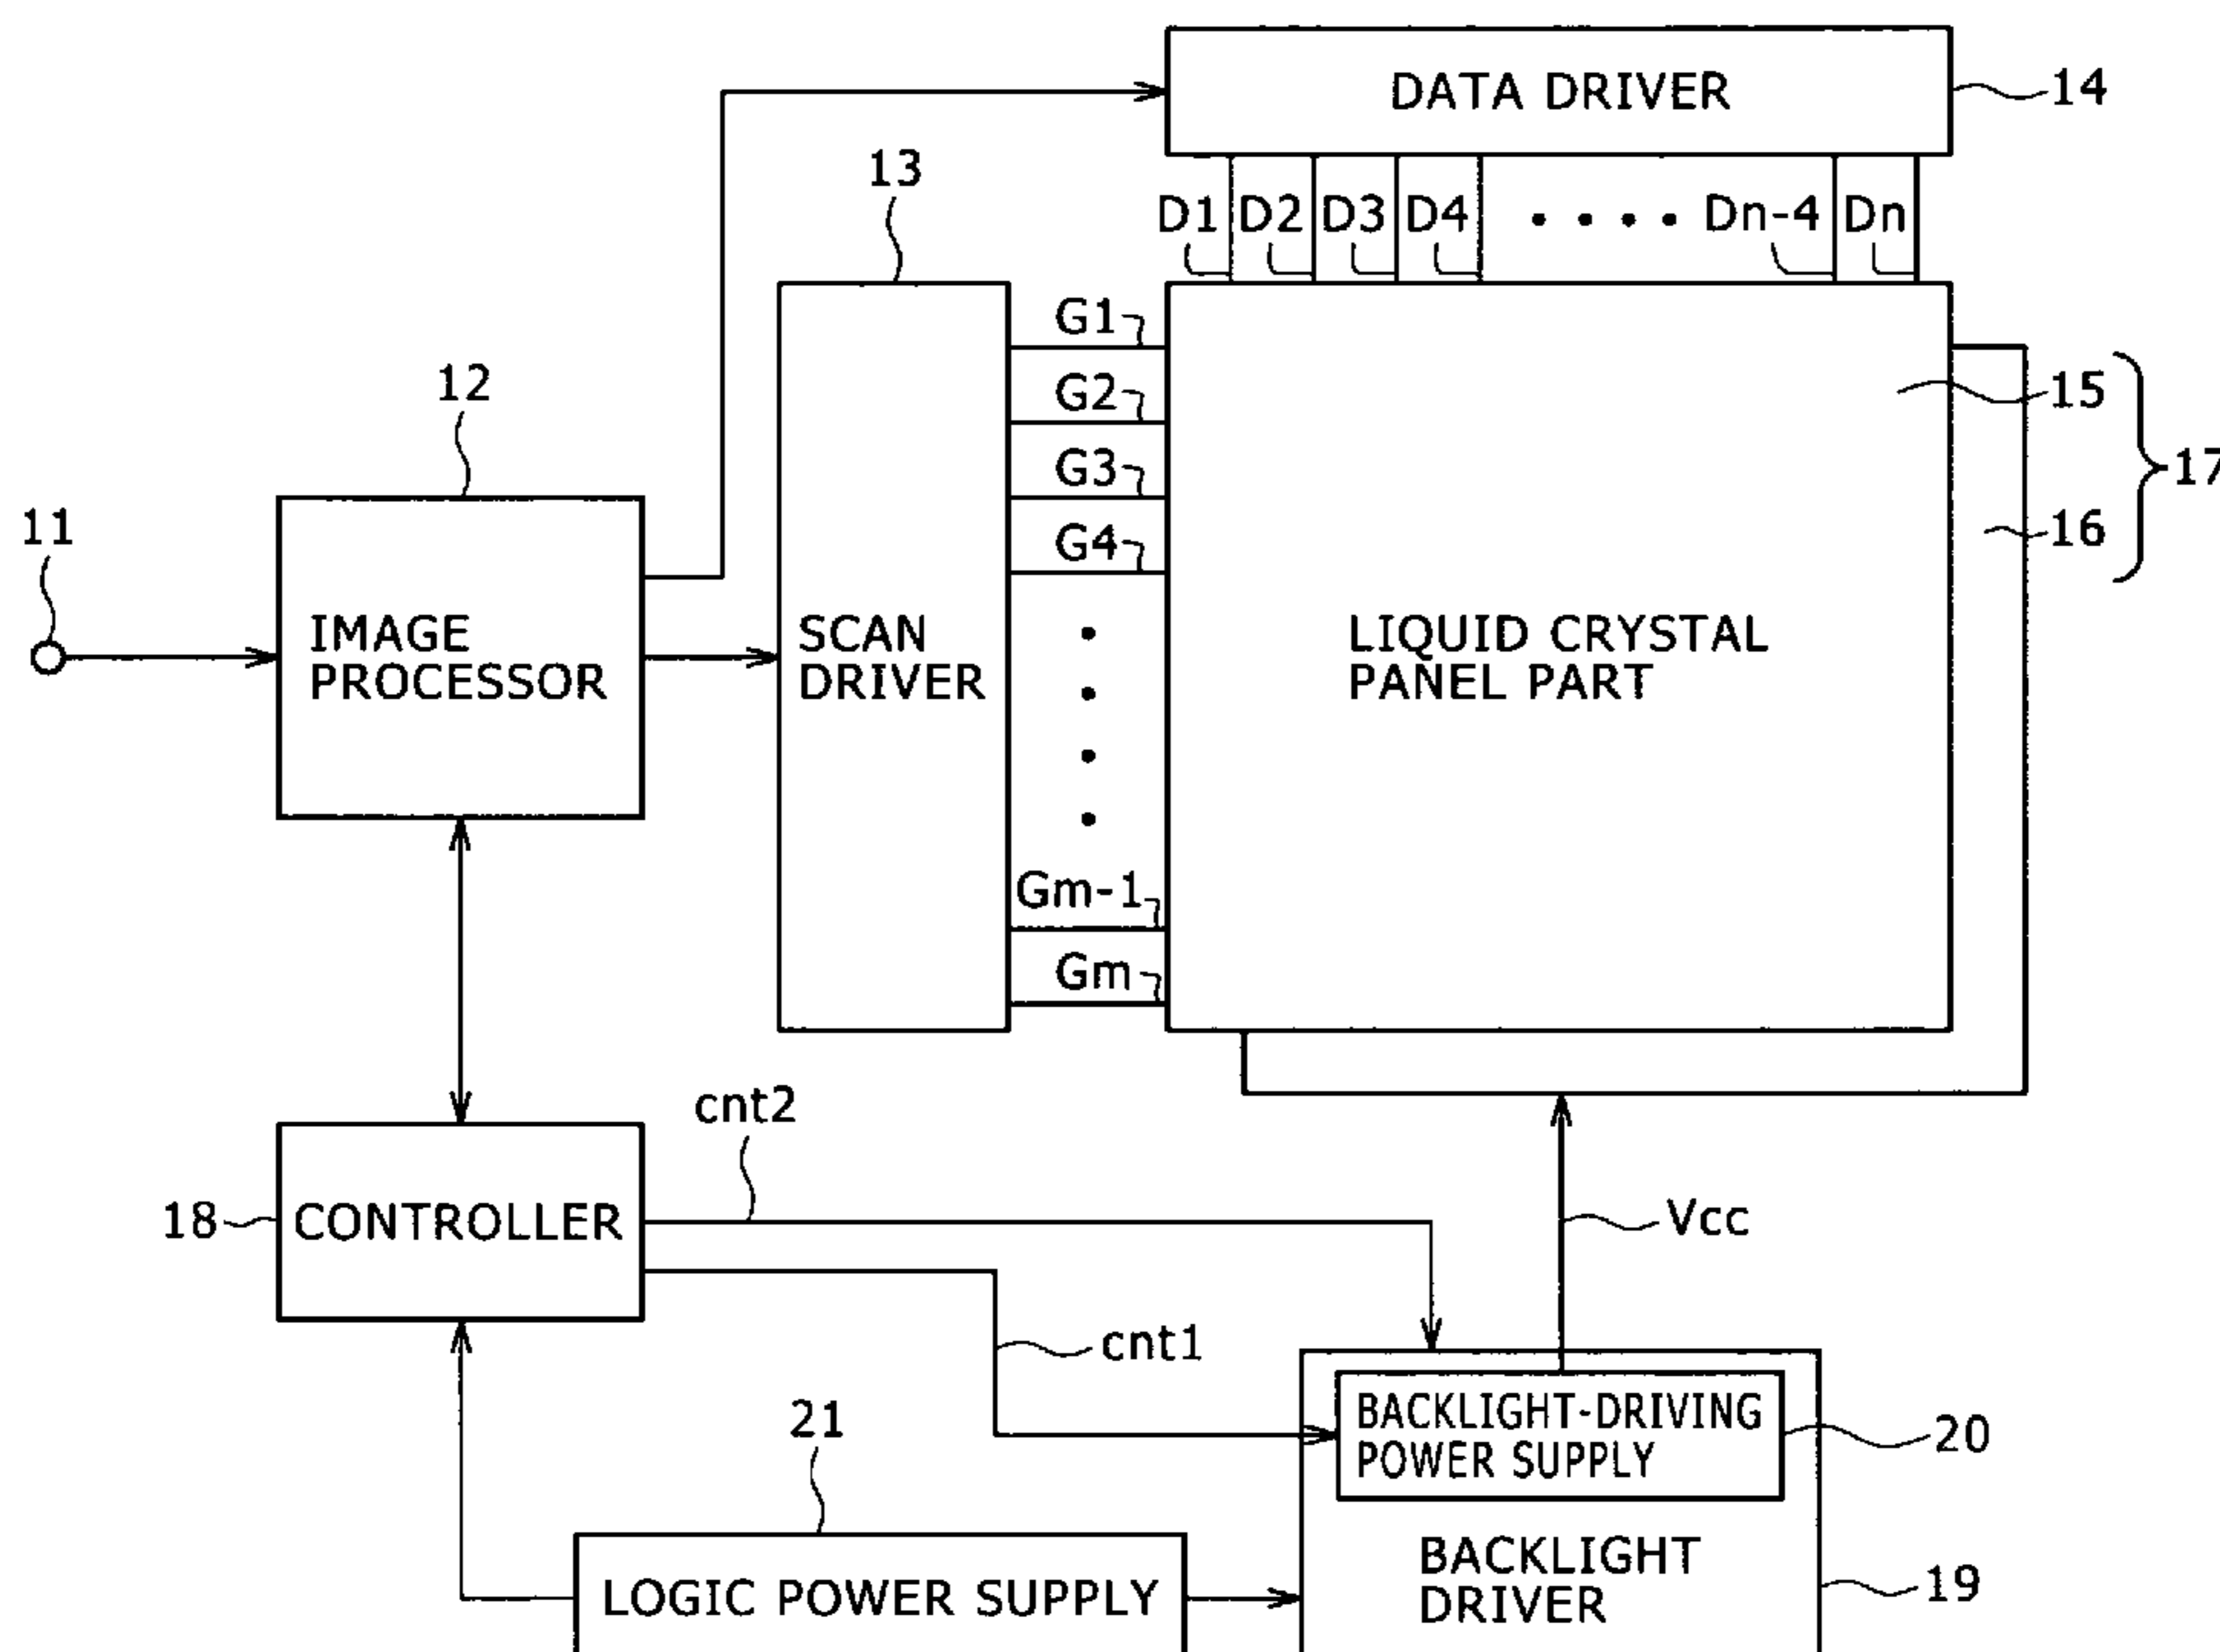 DATA DRIVER
14
13
D1 D2 D3 D4 • • • • Dn-4 Dn
G1
G2
G3
G4
Gm-1
Gm
15
16
17
12
11
IMAGE
PROCESSOR
SCAN
DRIVER
LIQUID CRYSTAL
PANEL PART
cnt2
18
CONTROLLER
Vcc
cnt1
21
BACKLIGHT-DRIVING
POWER SUPPLY
20
LOGIC POWER SUPPLY
BACKLIGHT
DRIVER
19